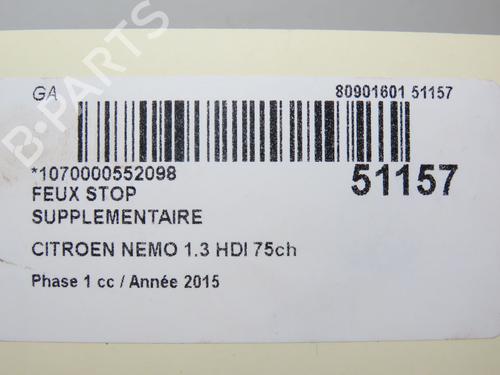 GA
80901601 51157
*1070000552098
51157
FEUX STOP
SUPPLEMENTAIRE
CITROEN NEMO 1.3 HDI 75ch
Phase 1 cc / Année 2015
B-PARTS